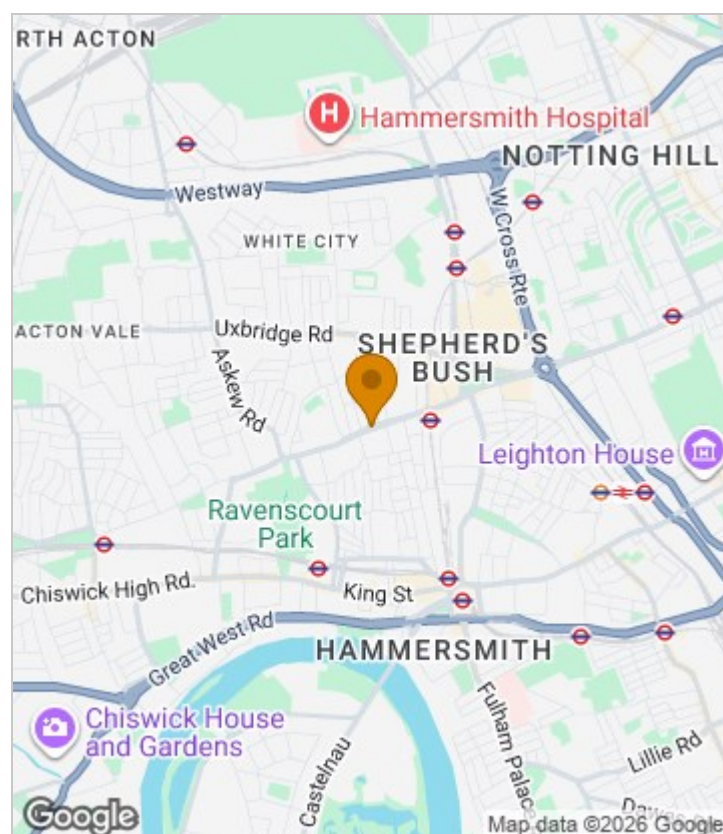 RTH ACTON
H
Hammersmith Hospital
NOTTING HILL
Westway
W Cross Rte
WHITE CITY
ACTON VALE
Uxbridge Rd
SHEPHERD'S
BUSH
Askew Rd
Leighton House
Ravenscourt
Park
Chiswick High Rd.
King St
Great West Rd
HAMMERSMITH
Chiswick House
and Gardens
Castelnau
Fulham Palac
Lillie Rd
Dawes
Google
Map data ©2026 Google